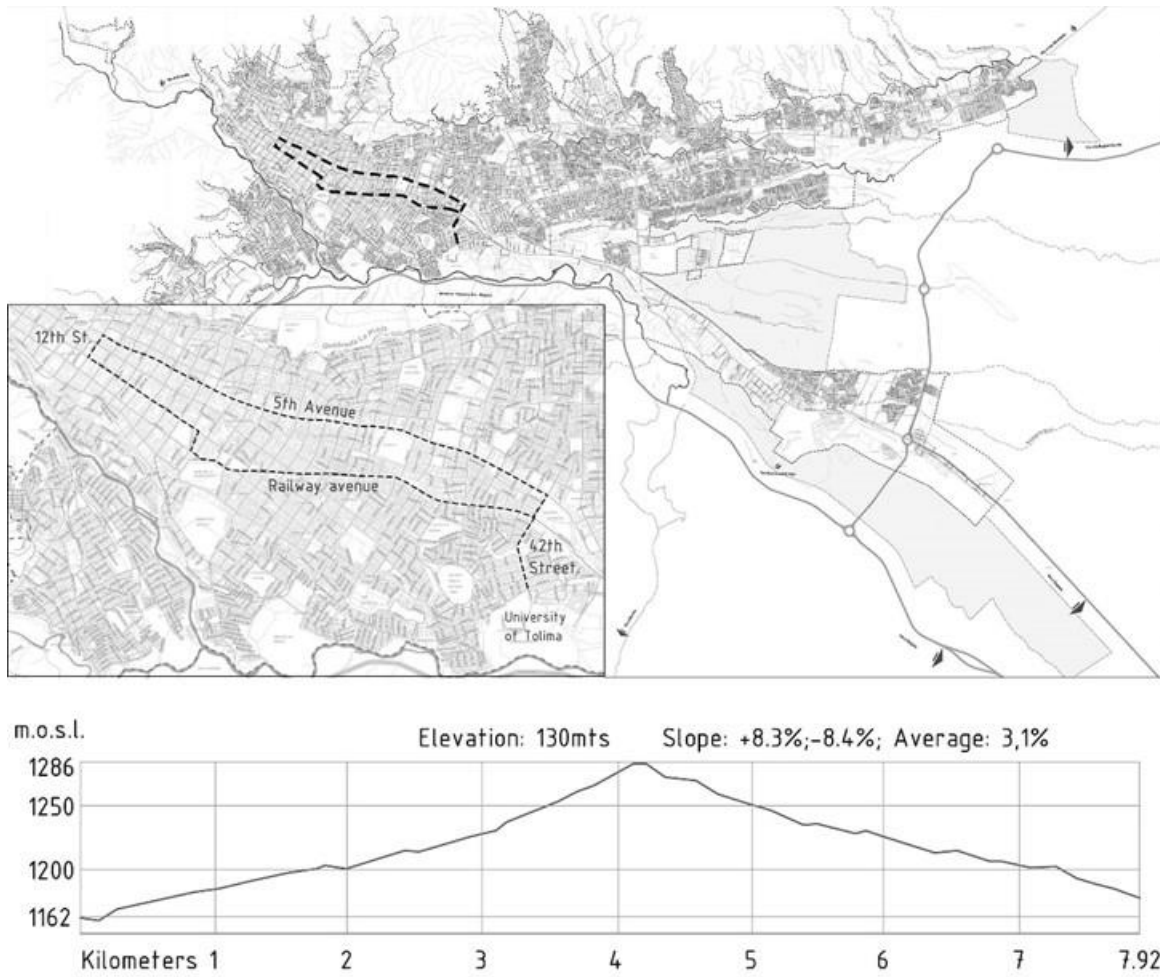 12th St.
5th Avenue
Railway avenue
42th
Street.
University
of Tolima
m.o.s.l.
Elevation: 130mts Slope: +8.3%;-8.4%; Average: 3,1%
1286
1250
1200
1162
Kilometers 1 2 3 4 5 6 7 7.92